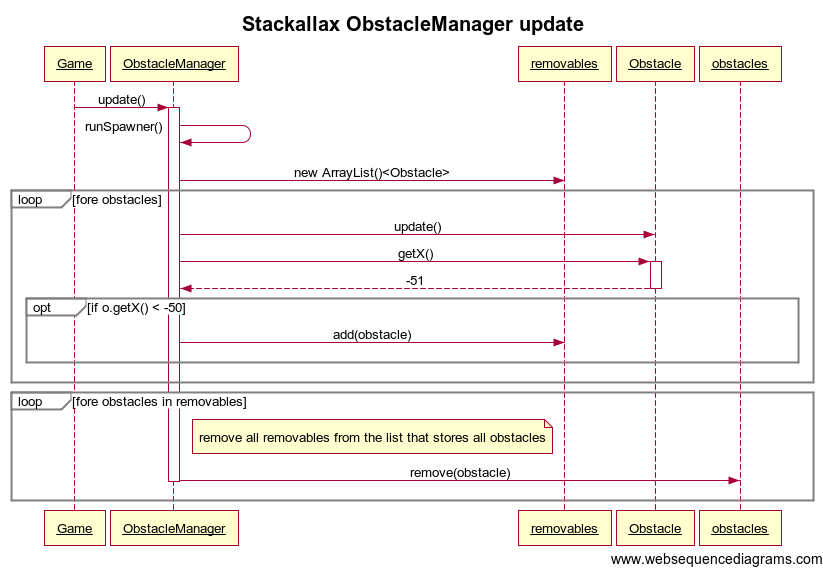 Stackallax ObstacleManager update
Game ObstacleManager removables Obstacle obstacles
update()
runSpawner()
new ArrayList()<Obstacle>
loop [fore obstacles]
update()
getX()
-51
opt [if o.getX() < -50]
add(obstacle)
loop [fore obstacles in removables]
remove all removables from the list that stores all obstacles
remove(obstacle)
Game ObstacleManager removables Obstacle obstacles
www.websequencediagrams.com